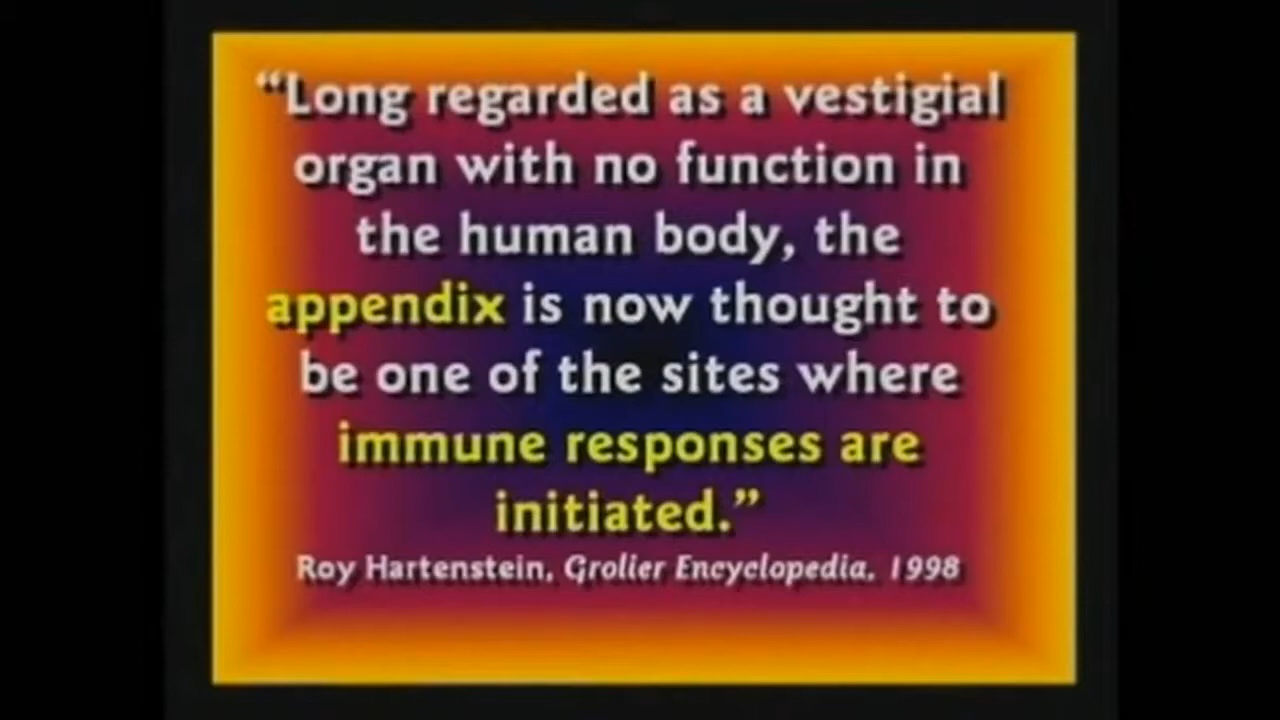 “Long regarded as a vestigial
organ with no function in
the human body, the
appendix is now thought to
be one of the sites where
immune responses are
initiated.”
Roy Hartenstein, Grolier Encyclopedia, 1998